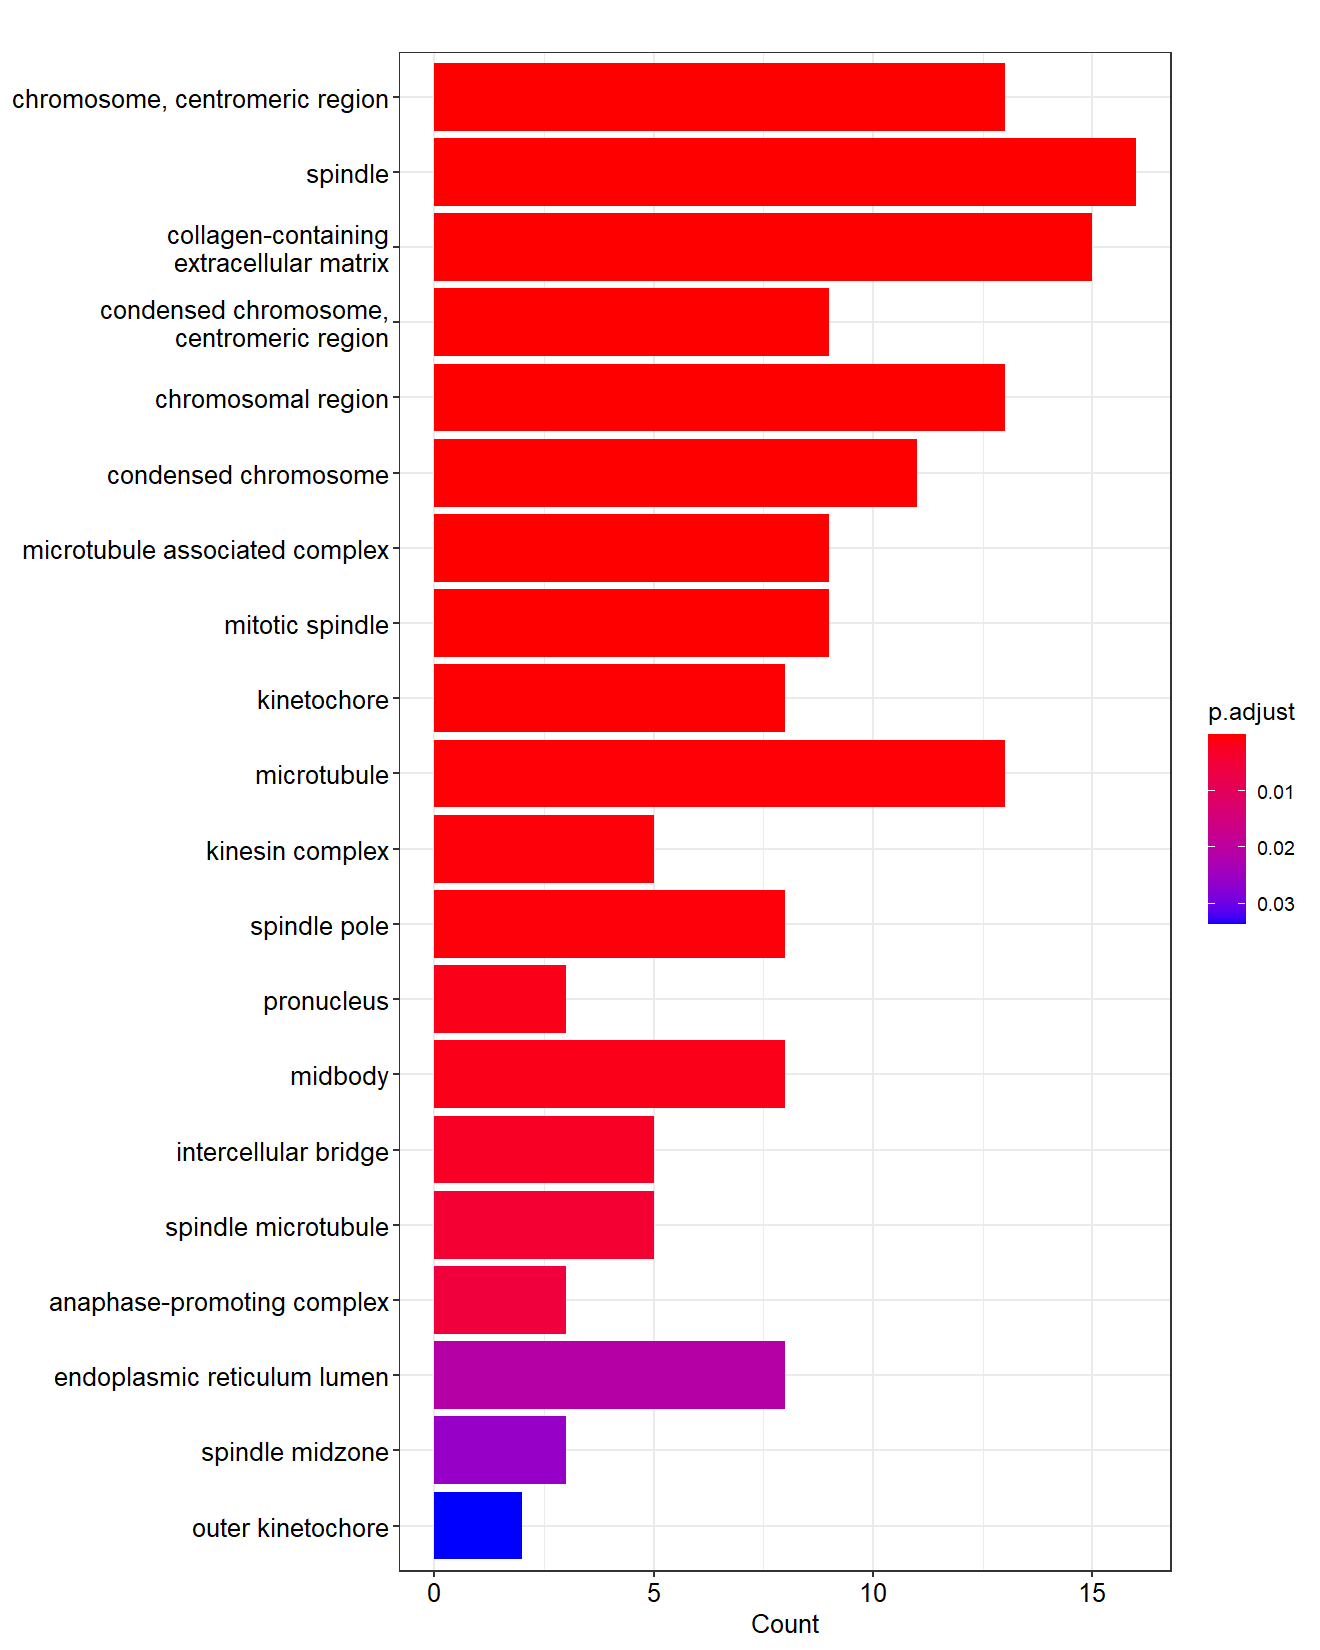 chromosome, centromeric region
spindle
collagen-containing
extracellular matrix
condensed chromosome,
centromeric region
chromosomal region
condensed chromosome
microtubule associated complex
mitotic spindle
kinetochore
microtubule
kinesin complex
spindle pole
pronucleus
midbody
intercellular bridge
spindle microtubule
anaphase-promoting complex
endoplasmic reticulum lumen
spindle midzone
outer kinetochore
0 5 10 15
Count
p.adjust
0.01
0.02
0.03